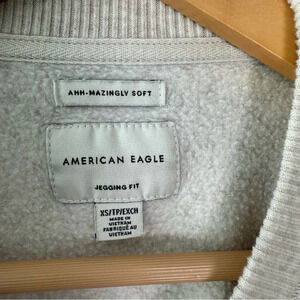 AHH-MAZINGLY SOFT
AMERICAN EAGLE
JEGGING FIT
XS/TP/EXCH
MADE IN
VIETNAM
FABRIQUÉ AU
VIETNAM